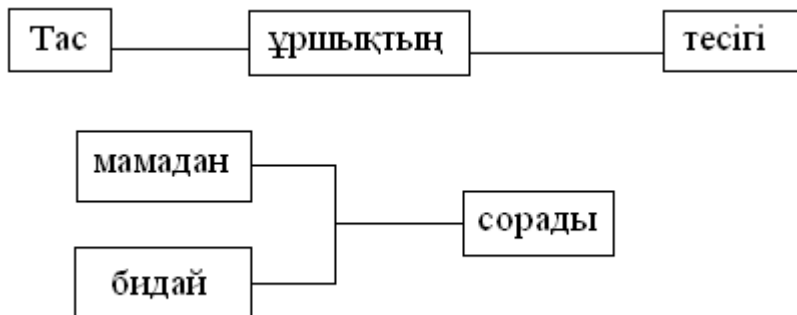 Тас ұршықтың тесігі
мамадан
сорады
бидай